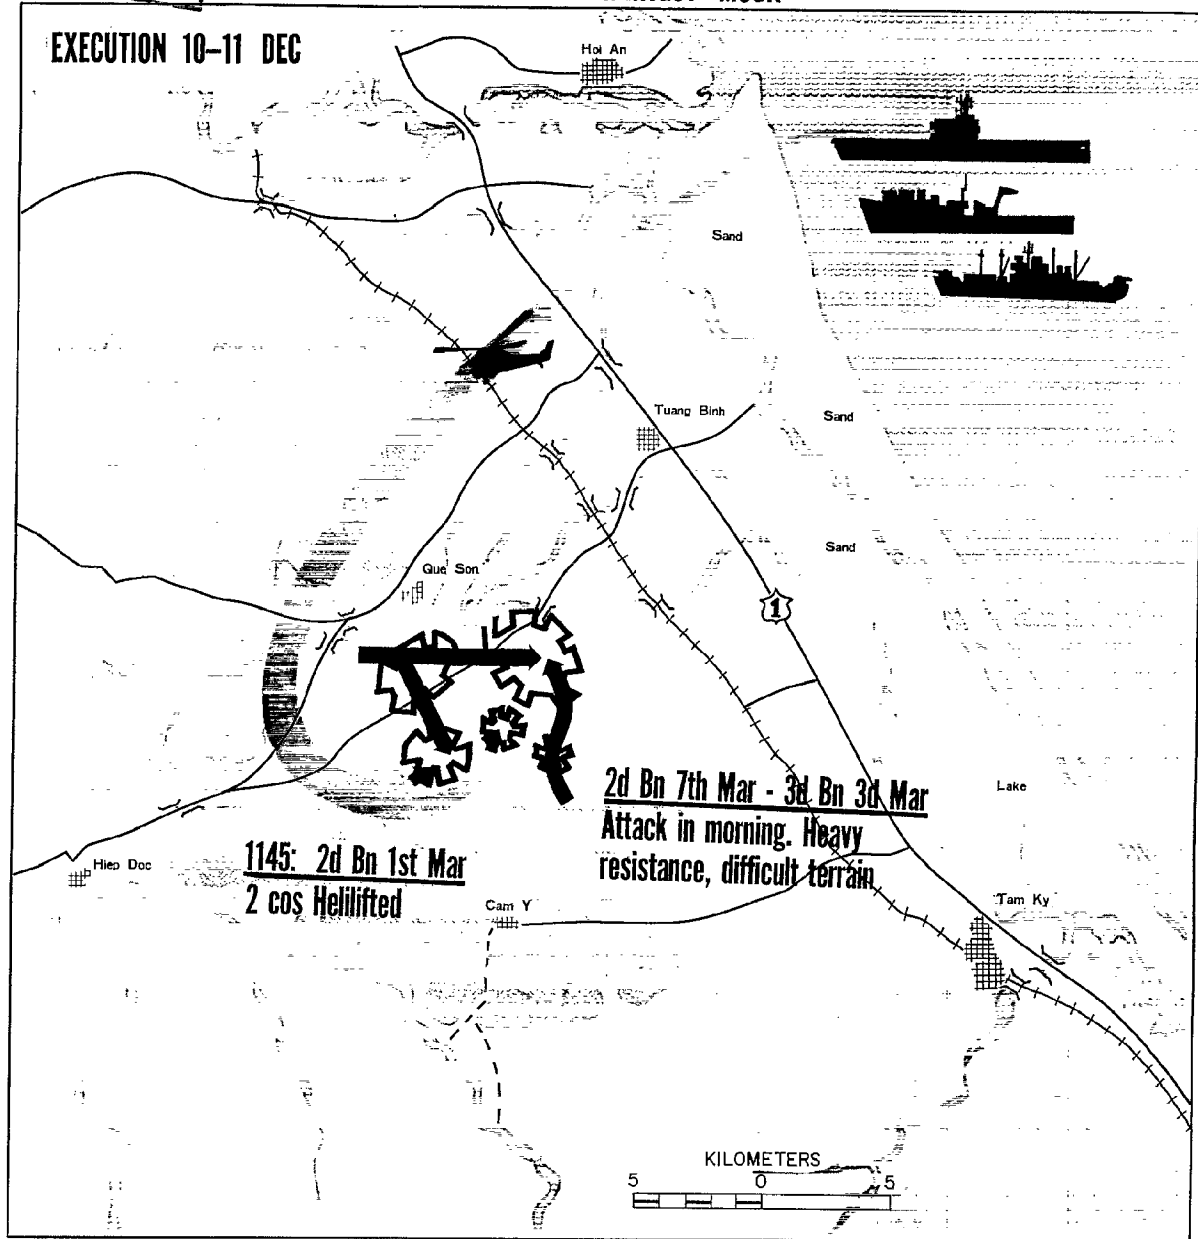 EXECUTION 10–11 DEC
Hoi An
Sand
Tuang Binh
Sand
Sand
Que Son
1
2d Bn 7th Mar - 3d Bn 3d Mar
Attack in morning. Heavy
resistance, difficult terrain
Lake
1145: 2d Bn 1st Mar
2 cos Helilifted
Hiep Doc
Cam Y
Tam Ky
KILOMETERS
5 0 5